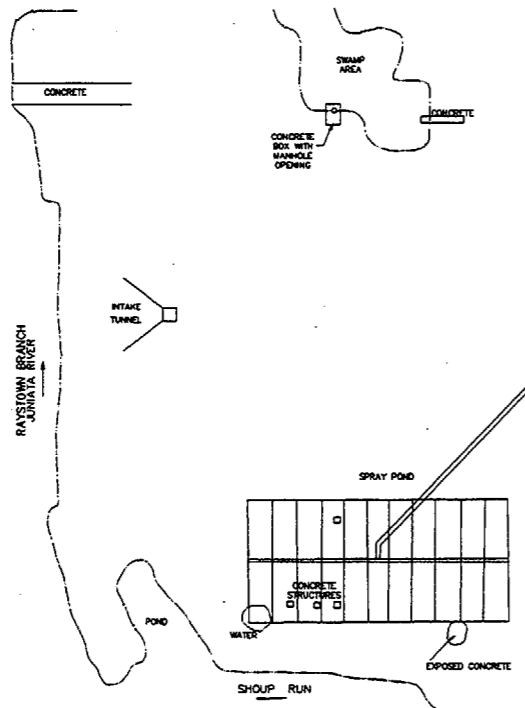 SWAMP
AREA
CONCRETE
CONCRETE
CONCRETE
BOX WITH
MANHOLE
OPENING
INTAKE
TUNNEL
RAYSTOWN BRANCH
JUNIATA RIVER
SPRAY POND
CONCRETE
STRUCTURES
POND
WATER
EXPOSED CONCRETE
SHOUP RUN